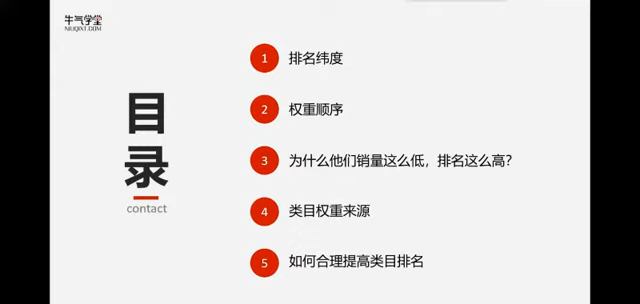 牛气学堂
NIUQIXT.COM
目
录
contact
1 排名纬度
2 权重顺序
3 为什么他们销量这么低，排名这么高？
4 类目权重来源
5 如何合理提高类目排名